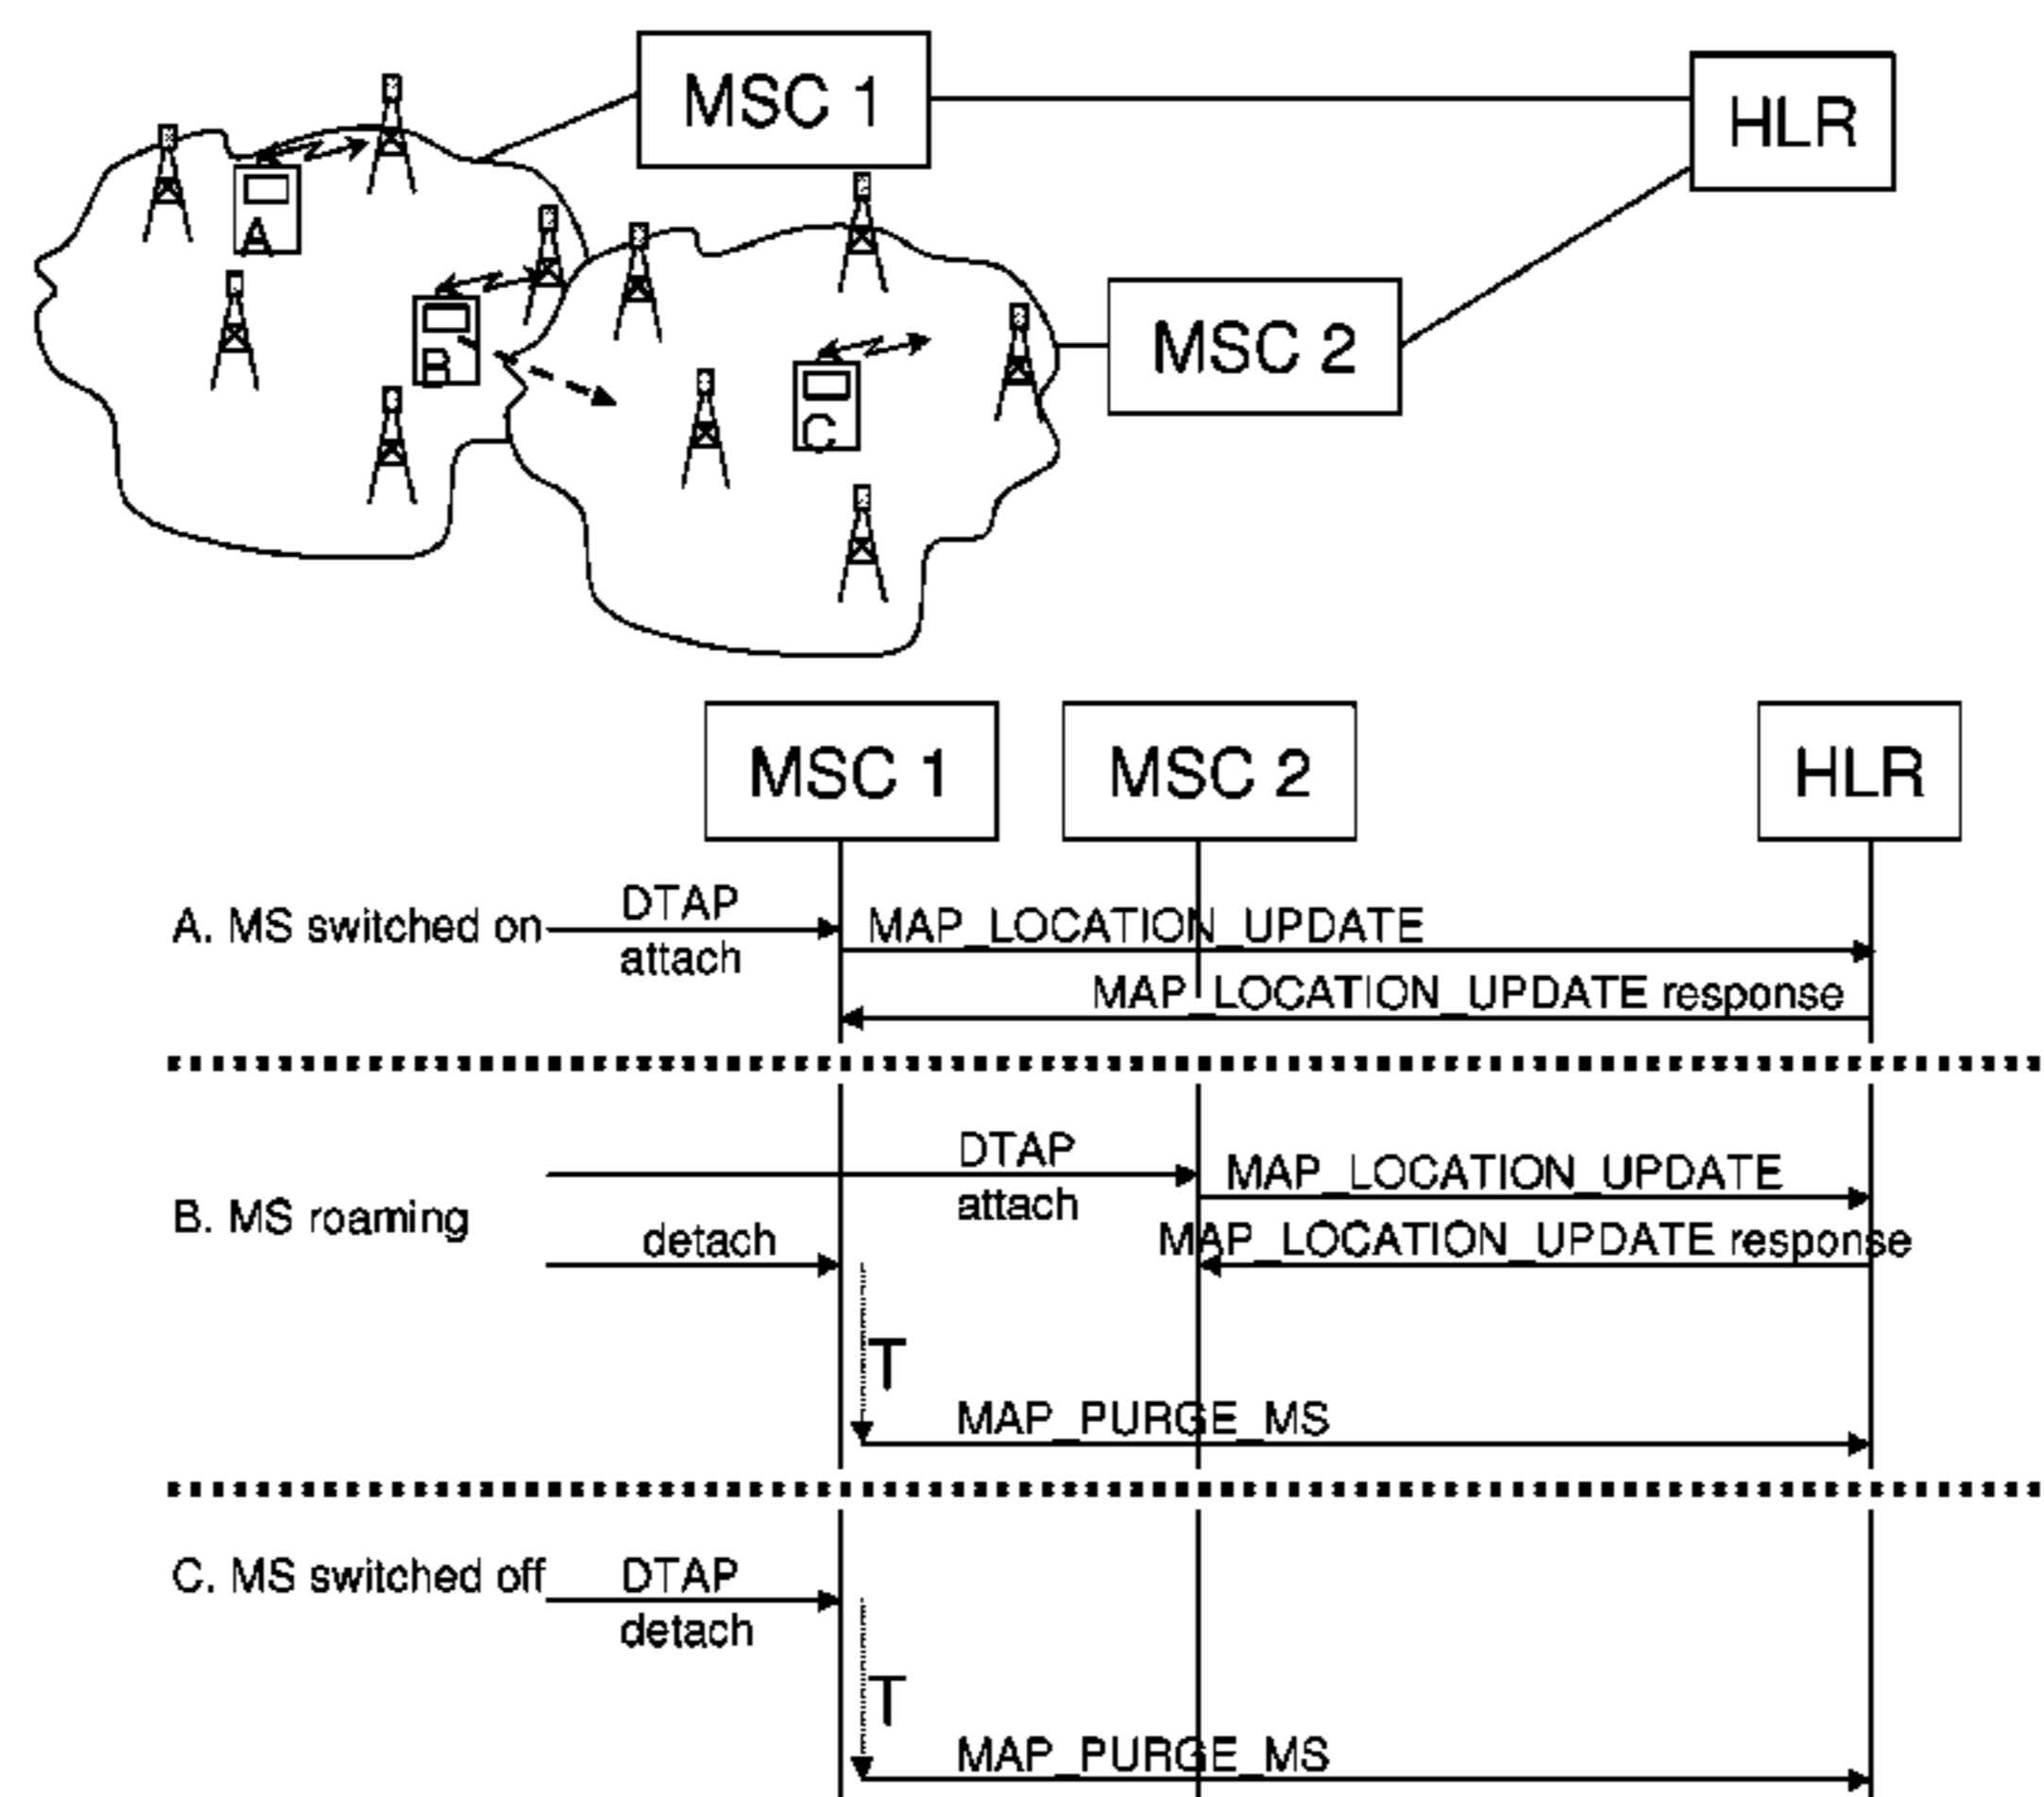 MSC 1
HLR
A
B
MSC 2
C
MSC 1
MSC 2
HLR
A. MS switched on
DTAP
attach
MAP_LOCATION_UPDATE
MAP_LOCATION_UPDATE response
B. MS roaming
DTAP
attach
MAP_LOCATION_UPDATE
detach
MAP_LOCATION_UPDATE response
T
MAP_PURGE_MS
C. MS switched off
DTAP
detach
T
MAP_PURGE_MS